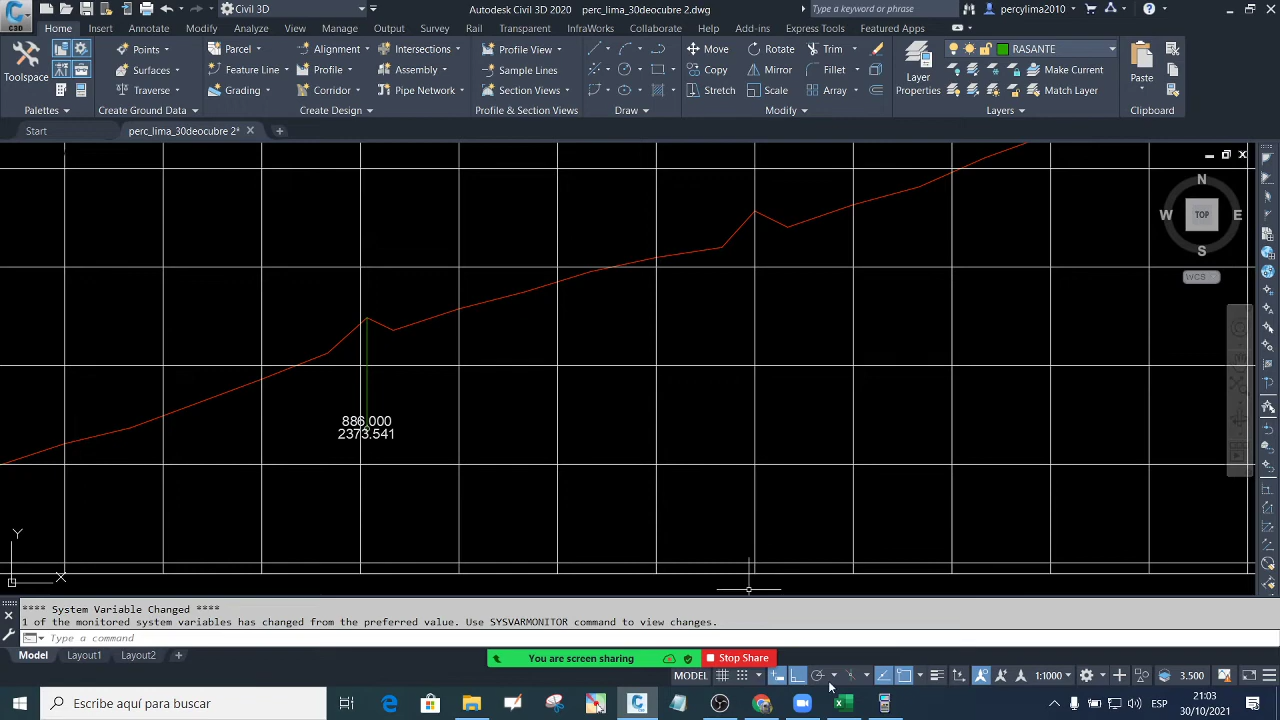 Civil 3D
Autodesk Civil 3D 2020 perc_lima_30deocubre 2.dwg
Type a keyword or phrase
percylima2010
C3D
Home Insert Annotate Modify Analyze View Manage Output Survey Rail Transparent InfraWorks Collaborate Help Add-ins Express Tools Featured Apps
Toolspace
Palettes
Points
Surfaces
Traverse
Create Ground Data
Parcel
Feature Line
Grading
Alignment
Profile
Corridor
Intersections
Assembly
Pipe Network
Create Design
Profile View
Sample Lines
Section Views
Profile & Section Views
Draw
Move
Copy
Stretch
Rotate
Mirror
Scale
Trim
Fillet
Array
Modify
Layer
Properties
RASANTE
Make Current
Match Layer
Layers
Paste
Clipboard
Start
perc_lima_30deocubre 2*
N
W
TOP
E
S
WCS
886.000
2373.541
Y
X
**** System Variable Changed ****
1 of the monitored system variables has changed from the preferred value. Use SYSVARMONITOR command to view changes.
Type a command
Model Layout1 Layout2
You are screen sharing
Stop Share
MODEL
1:1000
3.500
Escribe aquí para buscar
ESP
21:03
30/10/2021